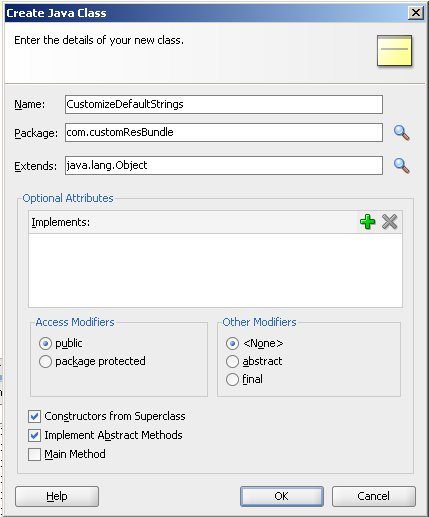 Create Java Class
Enter the details of your new class.
Name: CustomizeDefaultStrings
Package: com.customResBundle
Extends: java.lang.Object
Optional Attributes
Implements:
Access Modifiers
public
package protected
Other Modifiers
<None>
abstract
final
Constructors from Superclass
Implement Abstract Methods
Main Method
Help OK Cancel